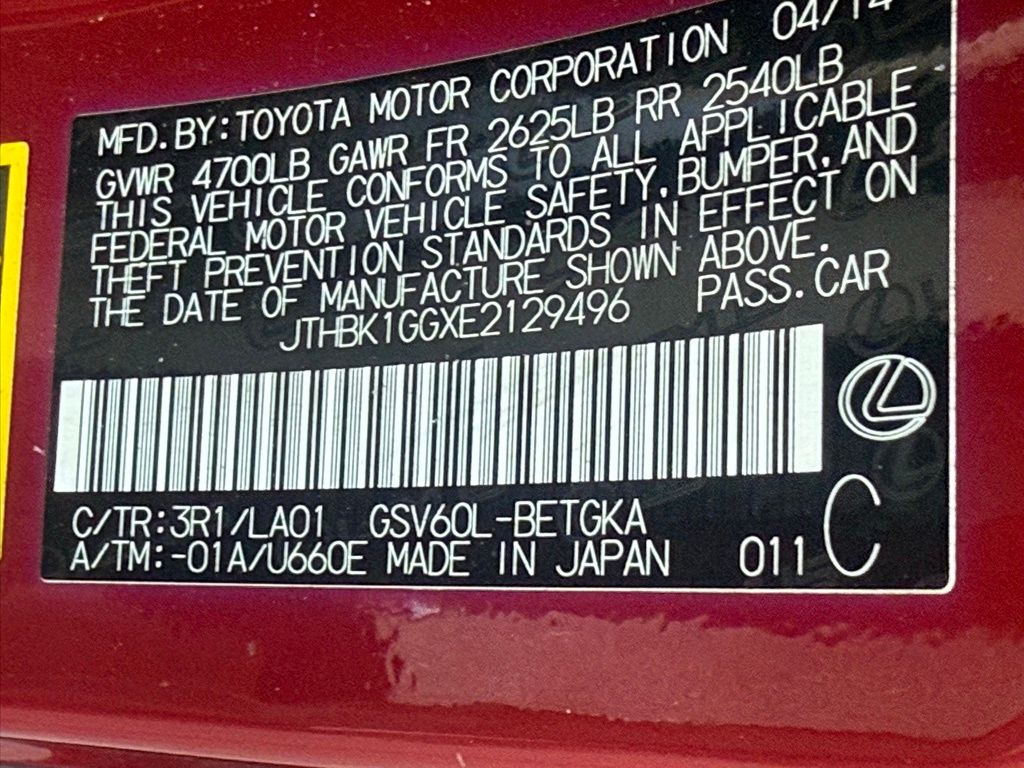 MFD.BY:TOYOTA MOTOR CORPORATION 04/14
GVWR 4700LB GAWR FR 2625LB RR 2540LB
THIS VEHICLE CONFORMS TO ALL APPLICABLE
FEDERAL MOTOR VEHICLE SAFETY,BUMPER,AND
THEFT PREVENTION STANDARDS IN EFFECT ON
THE DATE OF MANUFACTURE SHOWN ABOVE.
JTHBK1GGXE2129496 PASS.CAR
C/TR:3R1/LA01 GSV60L-BETGKA
A/TM:-01A/U660E MADE IN JAPAN 011 C